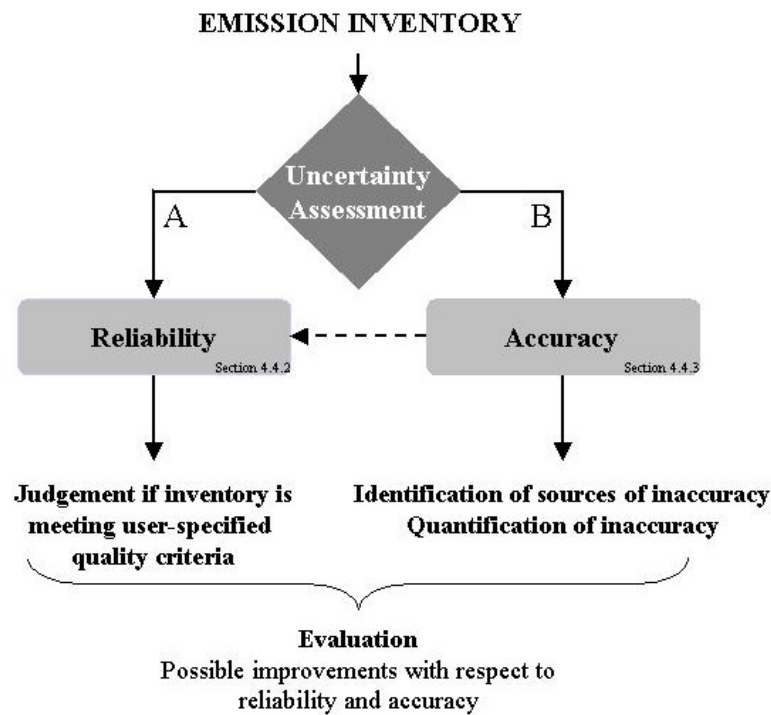 EMISSION INVENTORY
Uncertainty
Assessment
A
B
Reliability
Section 4.4.2
Accuracy
Section 4.4.3
Judgement if inventory is
meeting user-specified
quality criteria
Identification of sources of inaccuracy
Quantification of inaccuracy
Evaluation
Possible improvements with respect to
reliability and accuracy